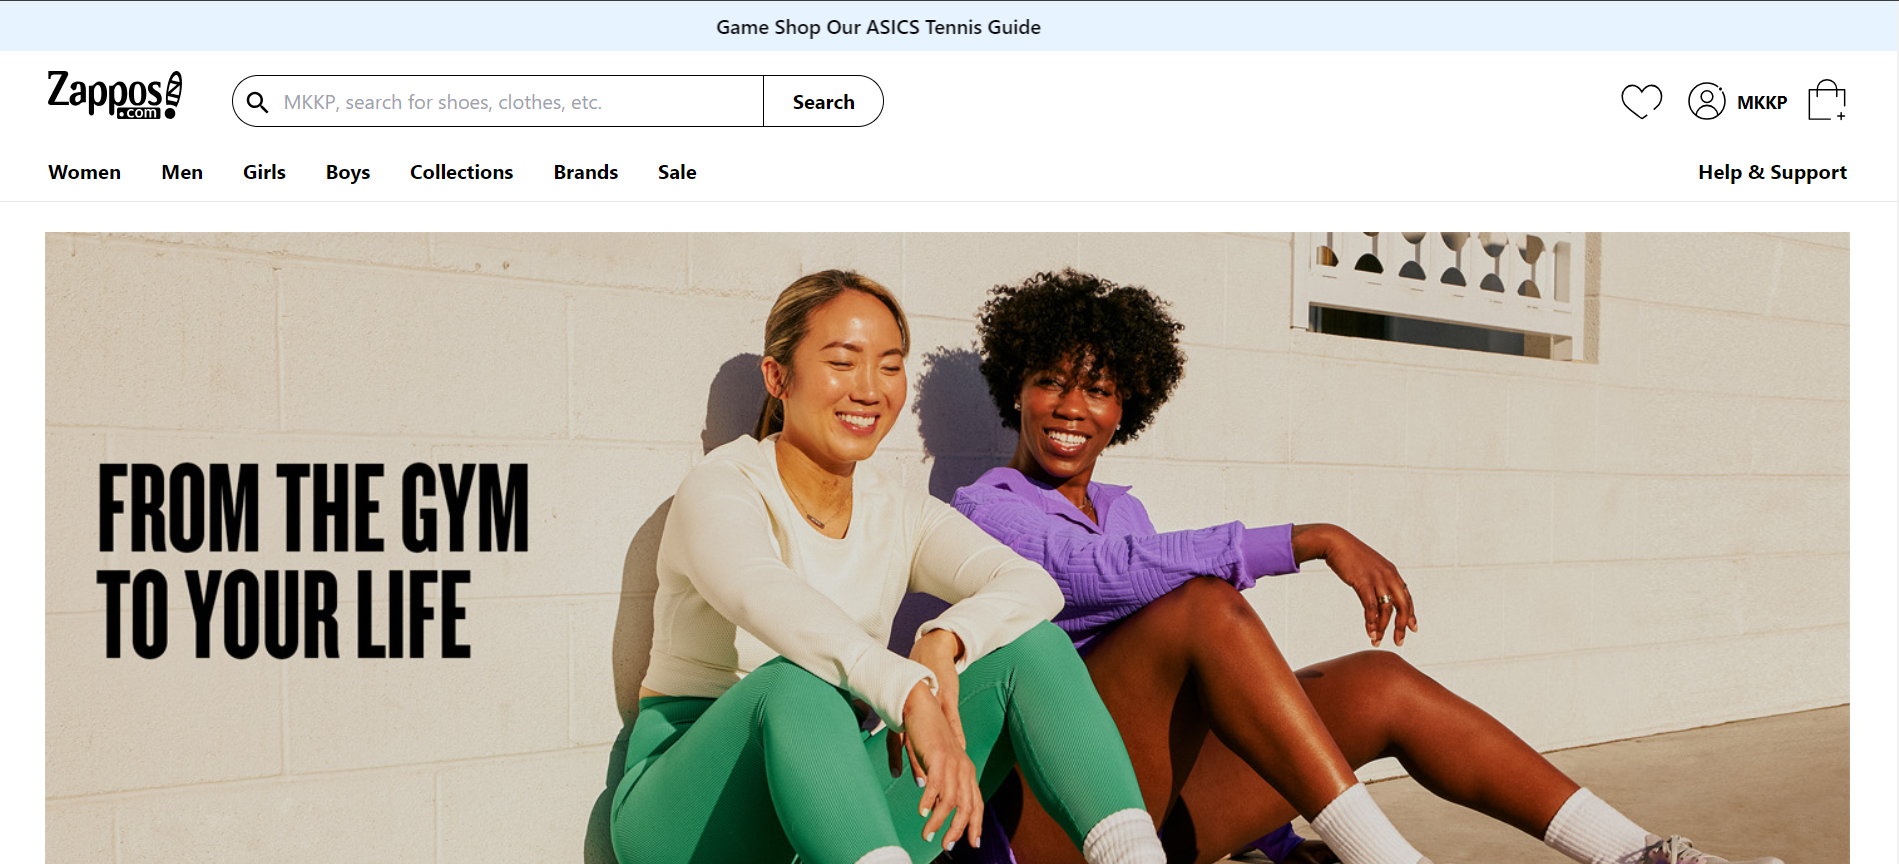 Game Shop Our ASICS Tennis Guide
Zappos
.com
MKKP, search for shoes, clothes, etc.
Search
MKKP
Women
Men
Girls
Boys
Collections
Brands
Sale
Help & Support
FROM THE GYM
TO YOUR LIFE